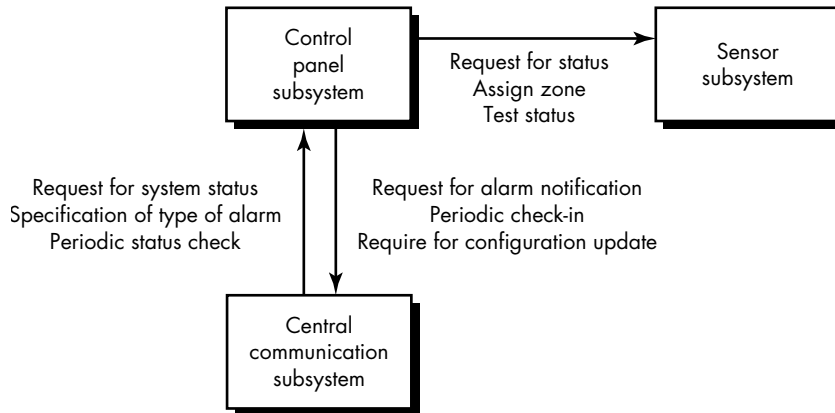 Control
panel
subsystem
Request for status
Assign zone
Test status
Sensor
subsystem
Request for system status
Specification of type of alarm
Periodic status check
Request for alarm notification
Periodic check-in
Require for configuration update
Central
communication
subsystem